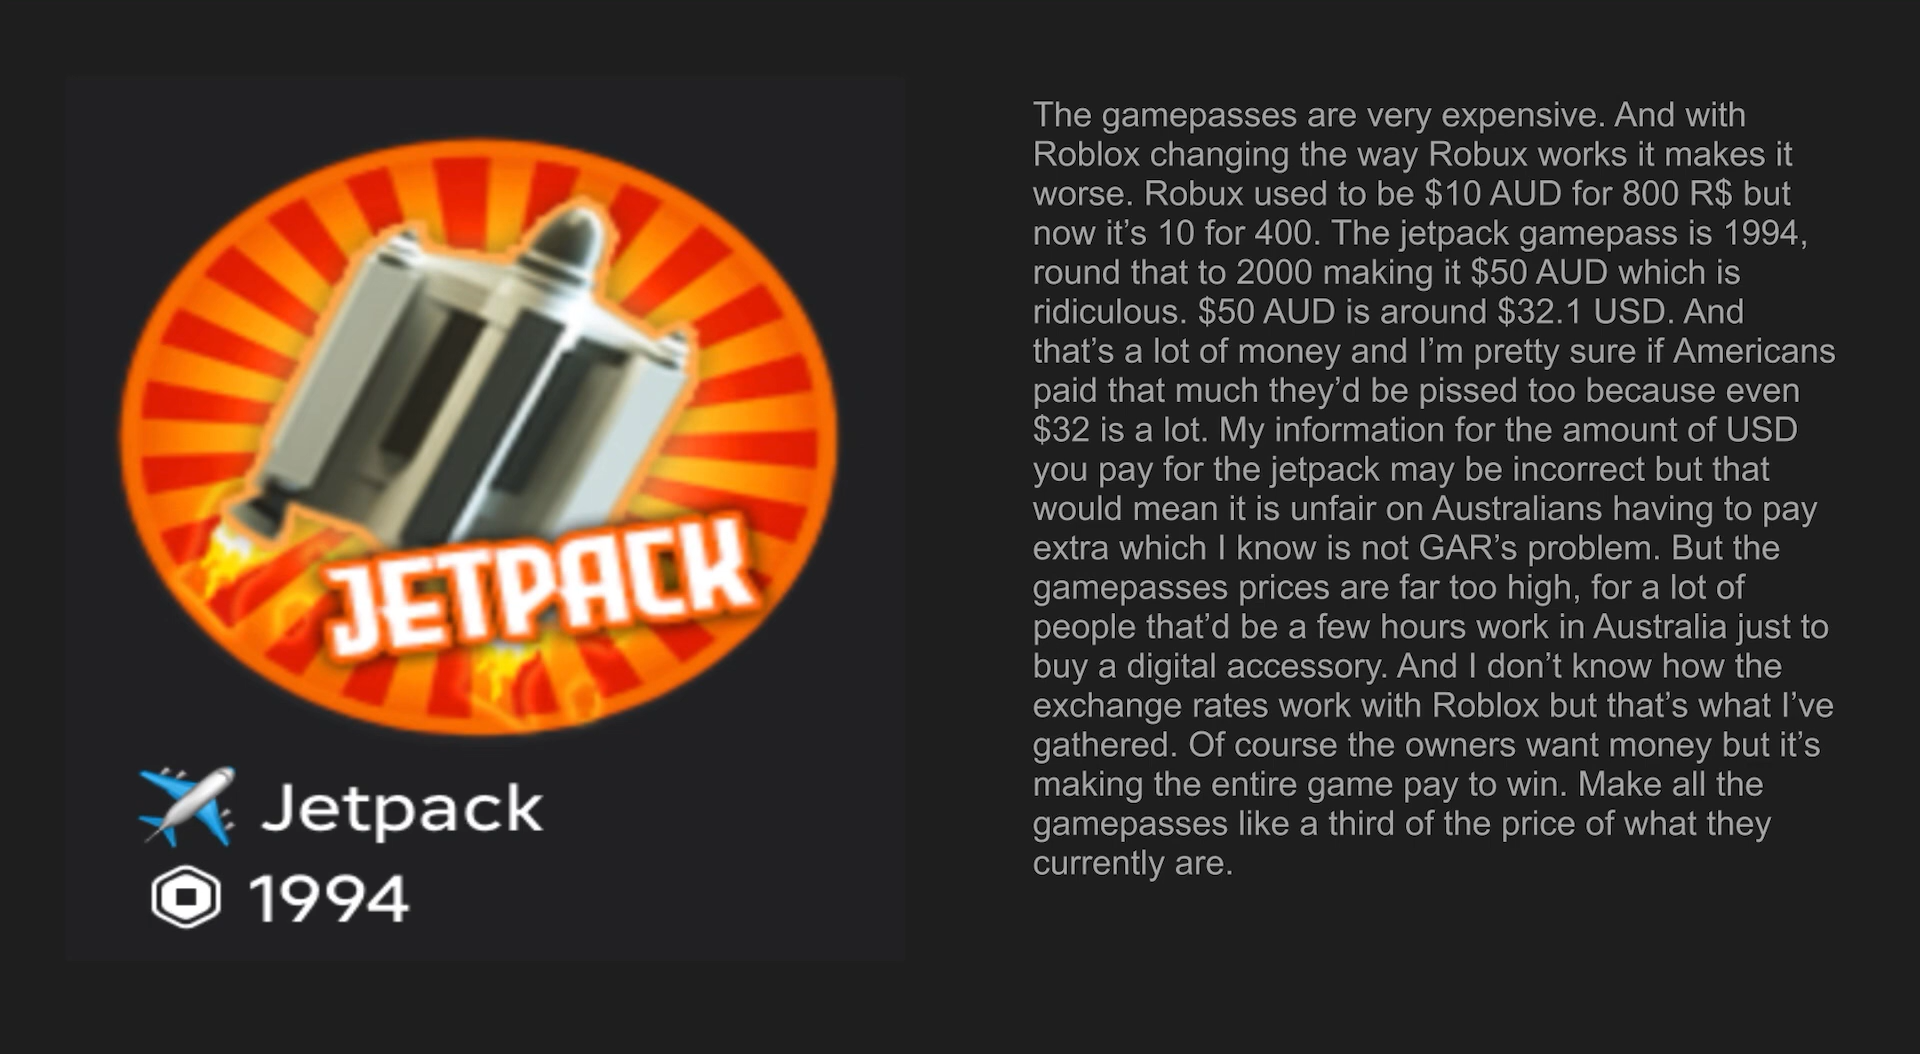 JETPACK
Jetpack
1994
The gamepasses are very expensive. And with
Roblox changing the way Robux works it makes it
worse. Robux used to be $10 AUD for 800 R$ but
now it’s 10 for 400. The jetpack gamepass is 1994,
round that to 2000 making it $50 AUD which is
ridiculous. $50 AUD is around $32.1 USD. And
that’s a lot of money and I’m pretty sure if Americans
paid that much they’d be pissed too because even
$32 is a lot. My information for the amount of USD
you pay for the jetpack may be incorrect but that
would mean it is unfair on Australians having to pay
extra which I know is not GAR’s problem. But the
gamepasses prices are far too high, for a lot of
people that’d be a few hours work in Australia just to
buy a digital accessory. And I don’t know how the
exchange rates work with Roblox but that’s what I’ve
gathered. Of course the owners want money but it’s
making the entire game pay to win. Make all the
gamepasses like a third of the price of what they
currently are.